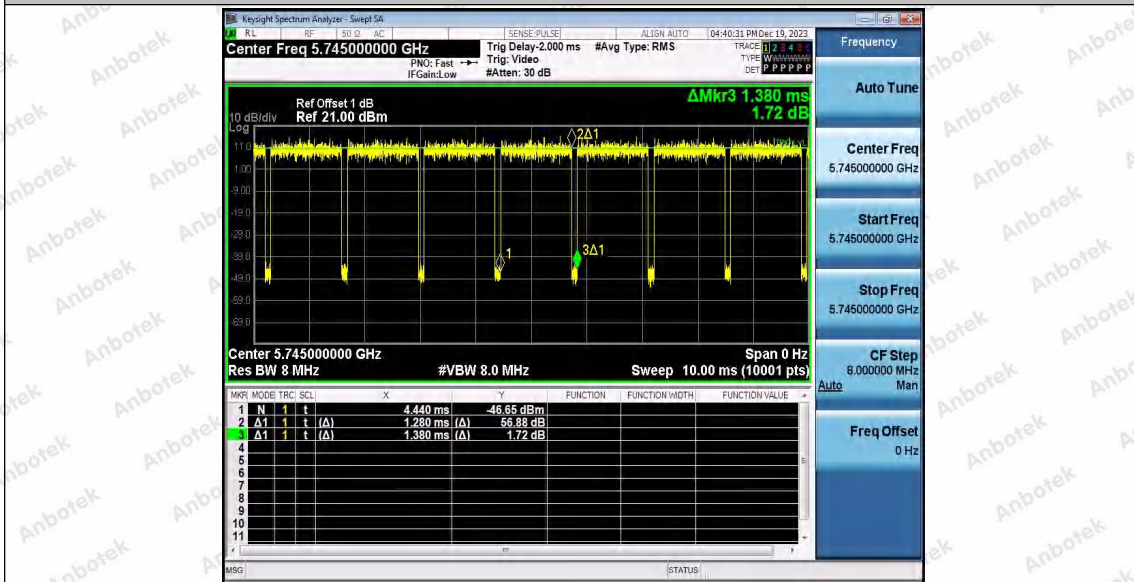 Keysight Spectrum Analyzer - Swept SA
RL RF 50 Ω AC SENSE:PULSE ALIGN AUTO 04:40:31 PM Dec 19, 2023
Center Freq 5.745000000 GHz
PNO: Fast
IFGain:Low
Trig Delay-2.000 ms
Trig: Video
#Atten: 30 dB
#Avg Type: RMS
TRACE 1 2 3 4 5 6
TYPE WWWWWW
DET P P P P P P
ΔMkr3 1.380 ms
1.72 dB
Ref Offset 1 dB
10 dB/div Ref 21.00 dBm
Log
11.0
1.00
-9.00
-19.0
-29.0
-39.0
-49.0
-59.0
-69.0
2Δ1
1
3Δ1
Center 5.745000000 GHz Span 0 Hz
Res BW 8 MHz #VBW 8.0 MHz Sweep 10.00 ms (10001 pts)
MKR MODE TRC SCL X Y FUNCTION FUNCTION WIDTH FUNCTION VALUE
1 N 1 t 4.440 ms -46.65 dBm
2 Δ1 1 t (Δ) 1.280 ms (Δ) 56.88 dB
3 Δ1 1 t (Δ) 1.380 ms (Δ) 1.72 dB
4
5
6
7
8
9
10
11
MSG STATUS
Frequency
Auto Tune
Center Freq
5.745000000 GHz
Start Freq
5.745000000 GHz
Stop Freq
5.745000000 GHz
CF Step
8.000000 MHz
Auto Man
Freq Offset
0 Hz
Anbotek